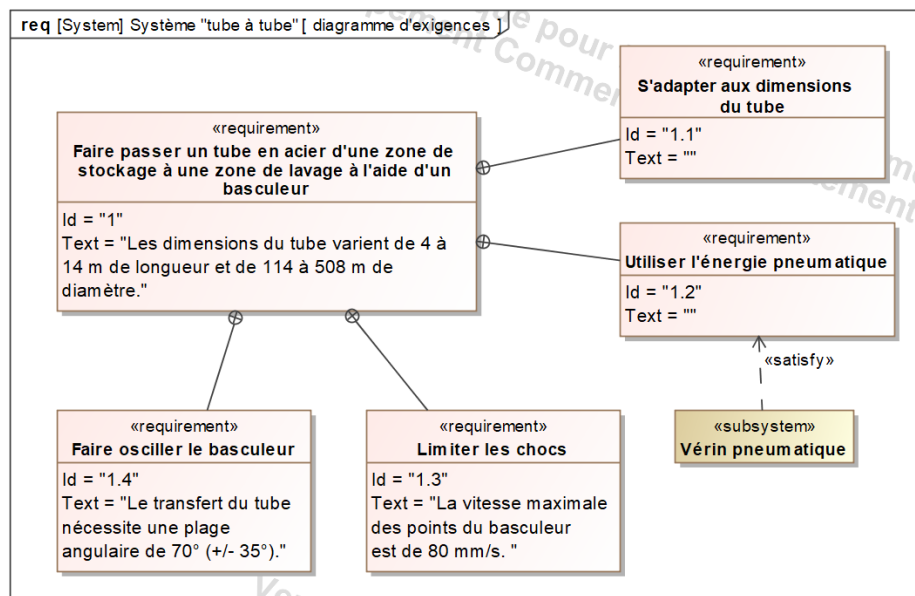 req [System] Système "tube à tube" [ diagramme d'exigences ]
que pour
pement Comme
«requirement»
S'adapter aux dimensions
du tube
Id = "1.1"
Text = ""
«requirement»
Faire passer un tube en acier d'une zone de
stockage à une zone de lavage à l'aide d'un
basculeur
Id = "1"
Text = "Les dimensions du tube varient de 4 à
14 m de longueur et de 114 à 508 m de
diamètre."
«requirement»
Utiliser l'énergie pneumatique
Id = "1.2"
Text = ""
«satisfy»
«subsystem»
Vérin pneumatique
«requirement»
Faire osciller le basculeur
Id = "1.4"
Text = "Le transfert du tube
nécessite une plage
angulaire de 70° (+/- 35°)."
«requirement»
Limiter les chocs
Id = "1.3"
Text = "La vitesse maximale
des points du basculeur
est de 80 mm/s. "